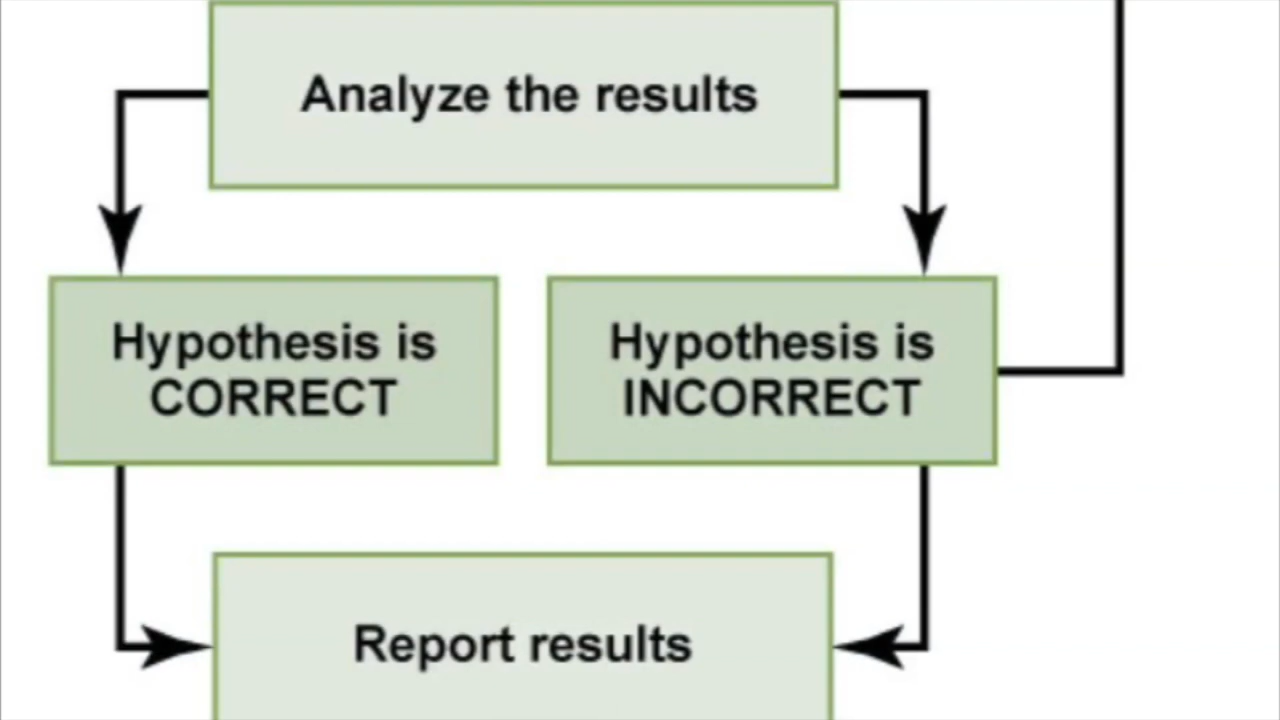 Analyze the results
Hypothesis is
CORRECT
Hypothesis is
INCORRECT
Report results